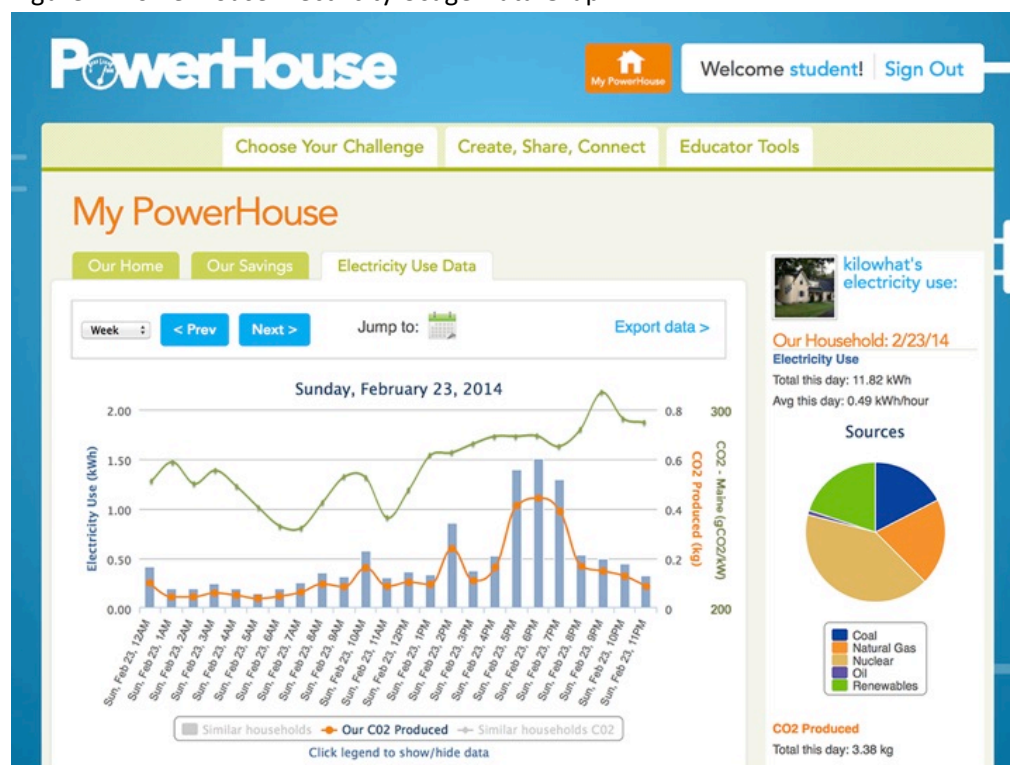 PowerHouse
My PowerHouse
Welcome student! Sign Out
Choose Your Challenge Create, Share, Connect Educator Tools
My PowerHouse
Our Home Our Savings Electricity Use Data
Week < Prev Next > Jump to: Export data >
Sunday, February 23, 2014
Electricity Use (kWh)
2.00
1.50
1.00
0.50
0.00
0.8
0.6
0.4
0.2
0
CO2 Produced (kg)
300
200
CO2 - Maine (gCO2/kW)
Sun, Feb 23, 12AM
Sun, Feb 23, 1AM
Sun, Feb 23, 2AM
Sun, Feb 23, 3AM
Sun, Feb 23, 4AM
Sun, Feb 23, 5AM
Sun, Feb 23, 6AM
Sun, Feb 23, 7AM
Sun, Feb 23, 8AM
Sun, Feb 23, 9AM
Sun, Feb 23, 10AM
Sun, Feb 23, 11AM
Sun, Feb 23, 12PM
Sun, Feb 23, 1PM
Sun, Feb 23, 2PM
Sun, Feb 23, 3PM
Sun, Feb 23, 4PM
Sun, Feb 23, 5PM
Sun, Feb 23, 6PM
Sun, Feb 23, 7PM
Sun, Feb 23, 8PM
Sun, Feb 23, 9PM
Sun, Feb 23, 10PM
Sun, Feb 23, 11PM
Similar households Our C02 Produced Similar households C02
Click legend to show/hide data
kilowhat's
electricity use:
Our Household: 2/23/14
Electricity Use
Total this day: 11.82 kWh
Avg this day: 0.49 kWh/hour
Sources
Coal
Natural Gas
Nuclear
Oil
Renewables
CO2 Produced
Total this day: 3.38 kg